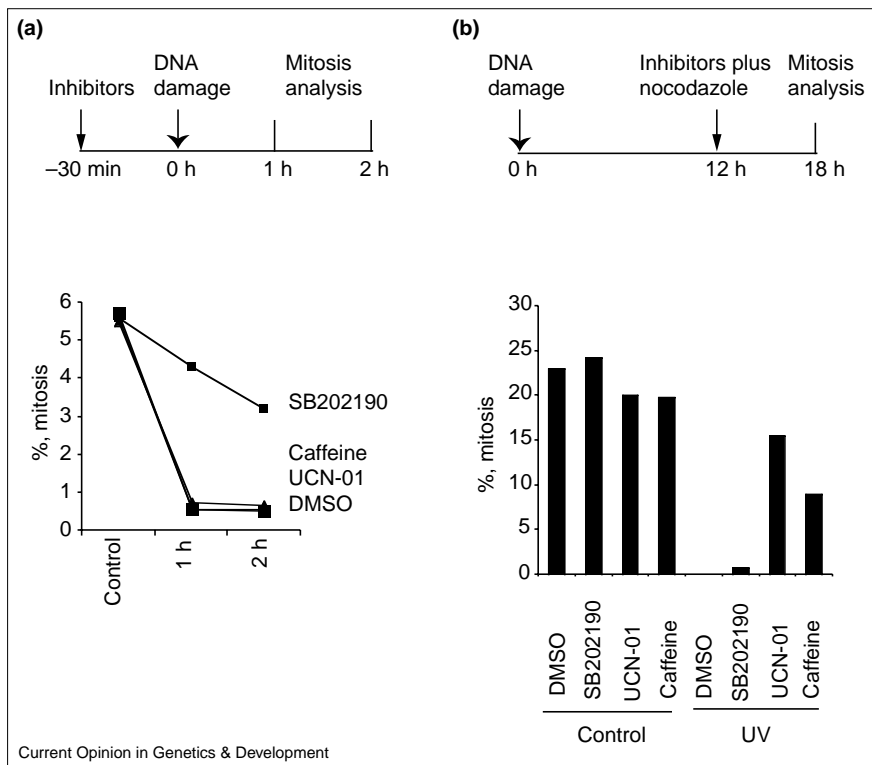 (a)
Inhibitors
DNA
damage
Mitosis
analysis
–30 min
0 h
1 h
2 h
%, mitosis
6
5
4
3
2
1
0
SB202190
Caffeine
UCN-01
DMSO
Control
1 h
2 h
(b)
DNA
damage
Inhibitors plus
nocodazole
Mitosis
analysis
0 h
12 h
18 h
%, mitosis
30
25
20
15
10
5
0
DMSO
SB202190
UCN-01
Caffeine
DMSO
SB202190
UCN-01
Caffeine
Control
UV
Current Opinion in Genetics & Development